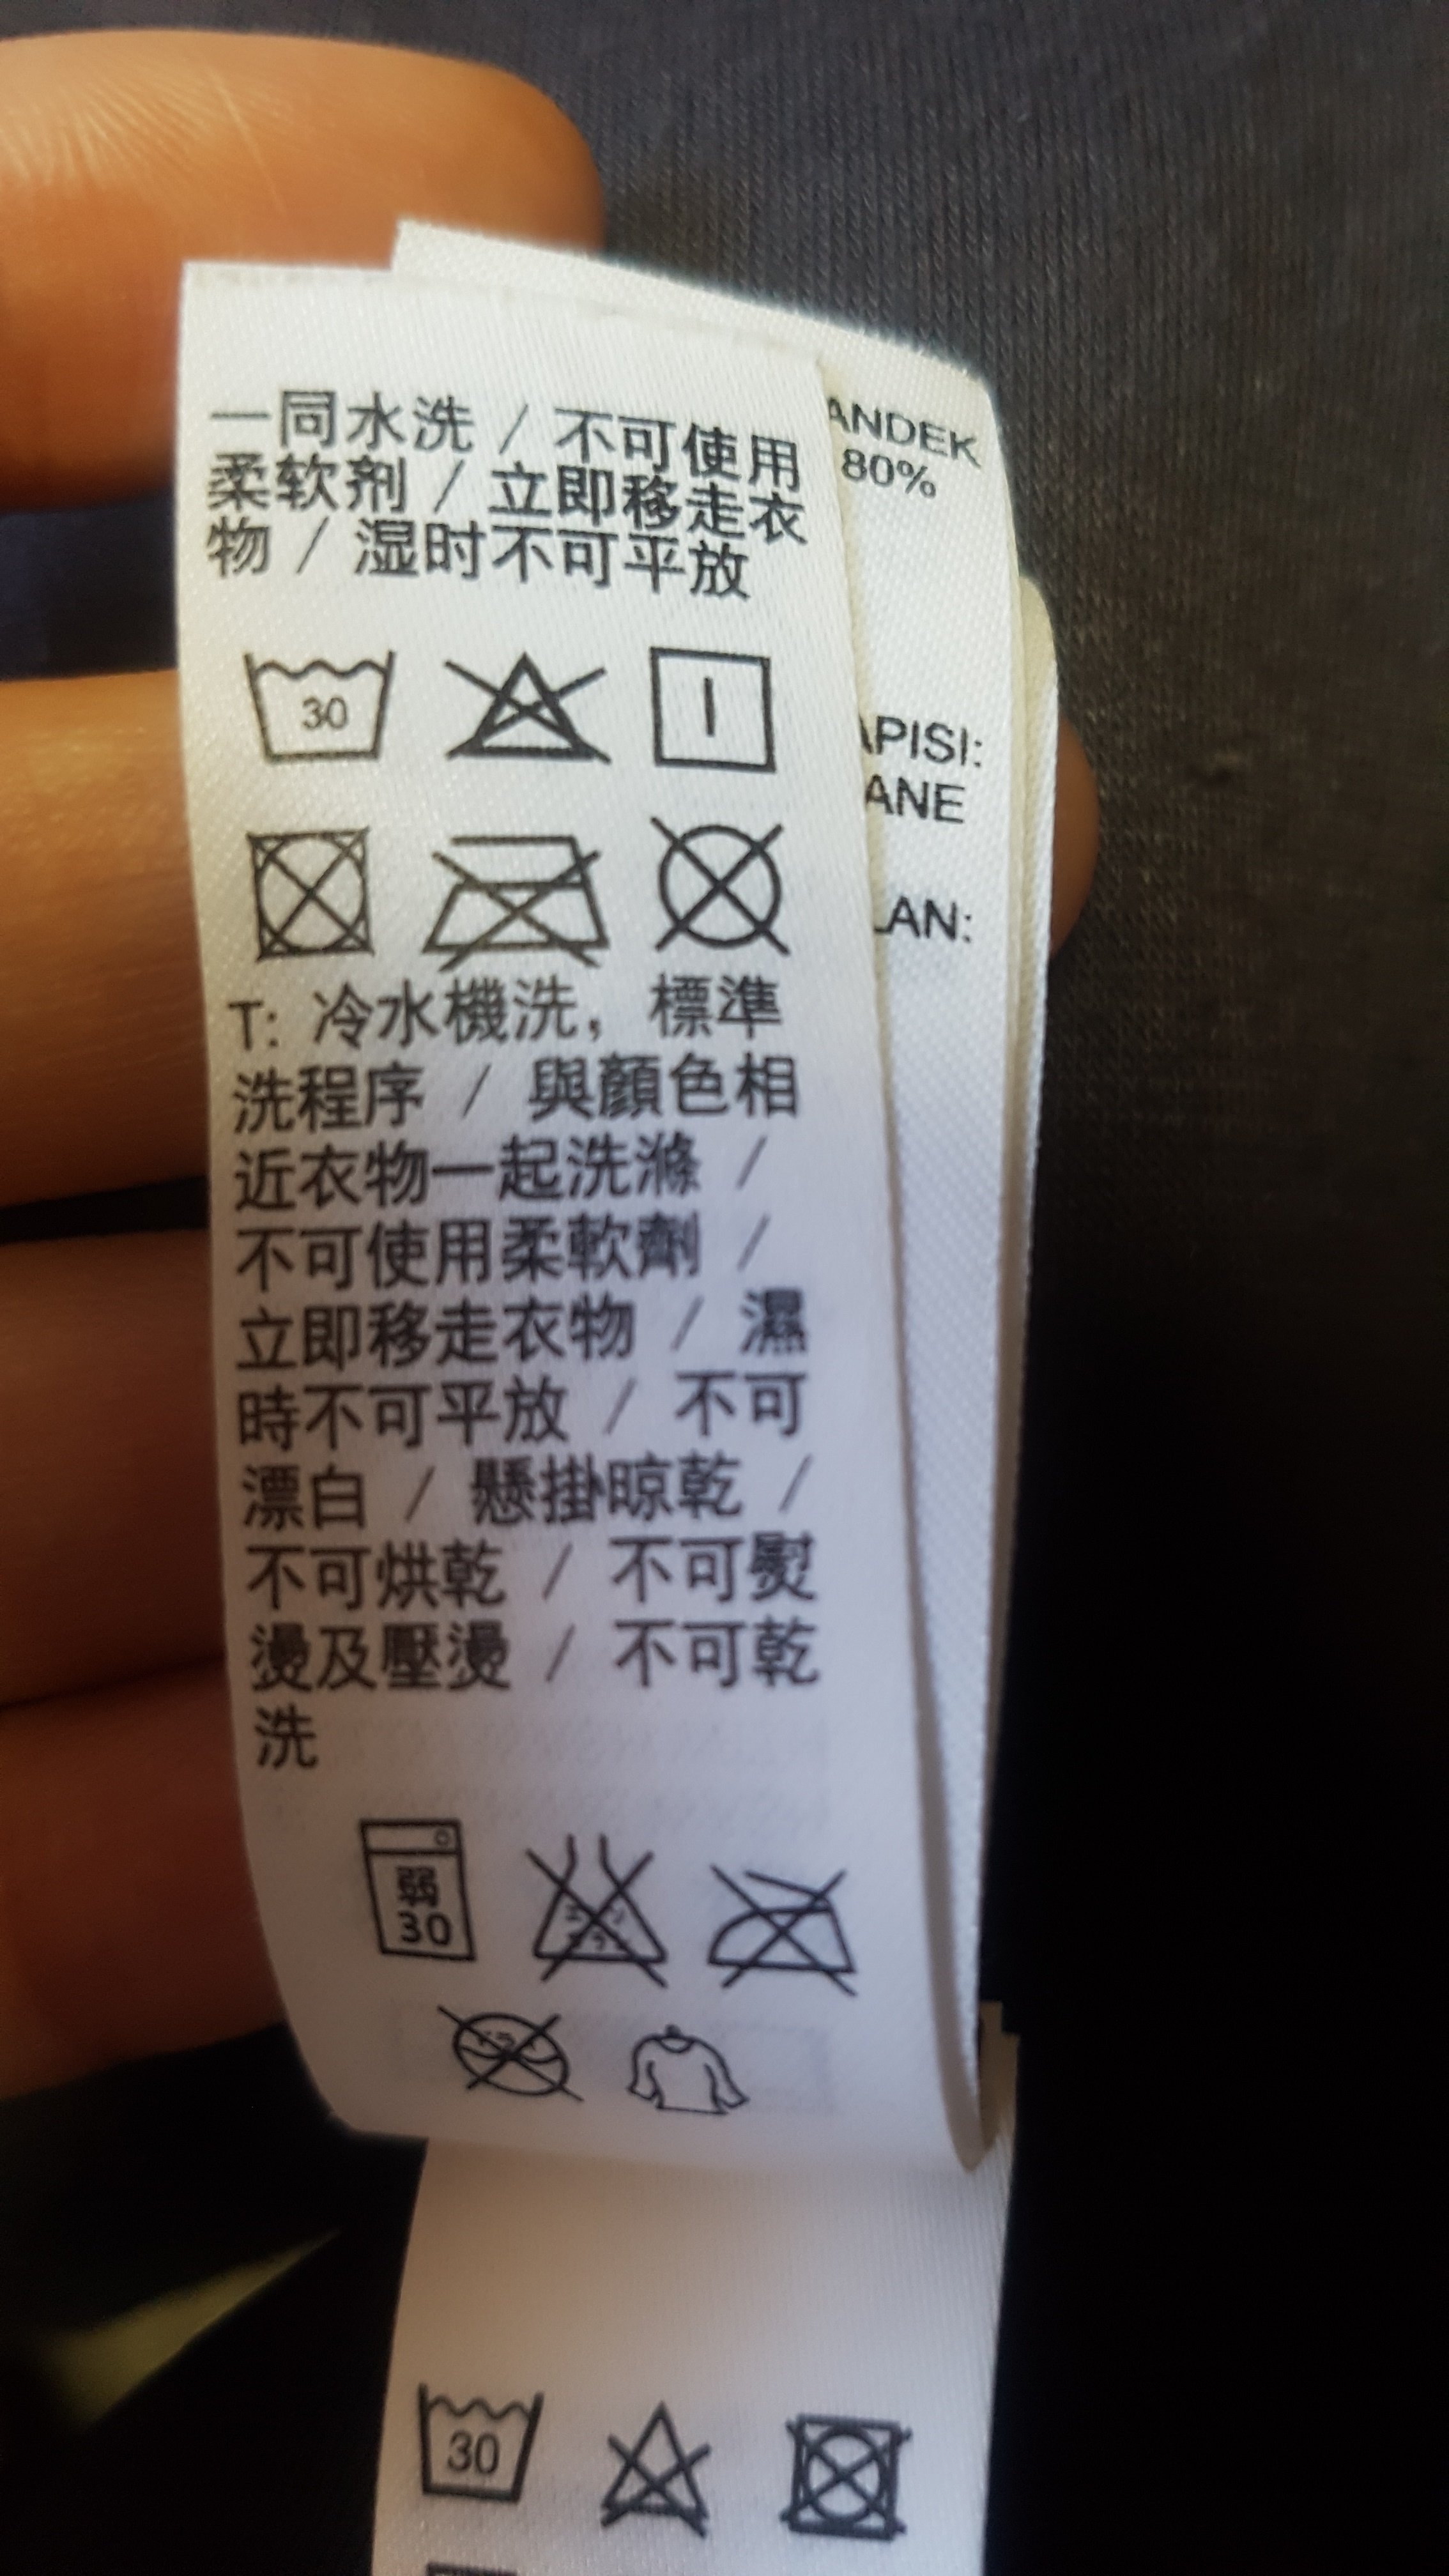 一同水洗 / 不可使用
柔软剂 / 立即移走衣
物 / 湿时不可平放
30
T: 冷水機洗， 標準
洗程序 / 與顏色相
近衣物一起洗滌 /
不可使用柔軟劑 /
立即移走衣物 / 濕
時不可平放 / 不可
漂白 / 懸掛晾乾 /
不可烘乾 / 不可熨
燙及壓燙 / 不可乾
洗
弱
30
ANDEK
80%
APISI:
ANE
LAN:
30